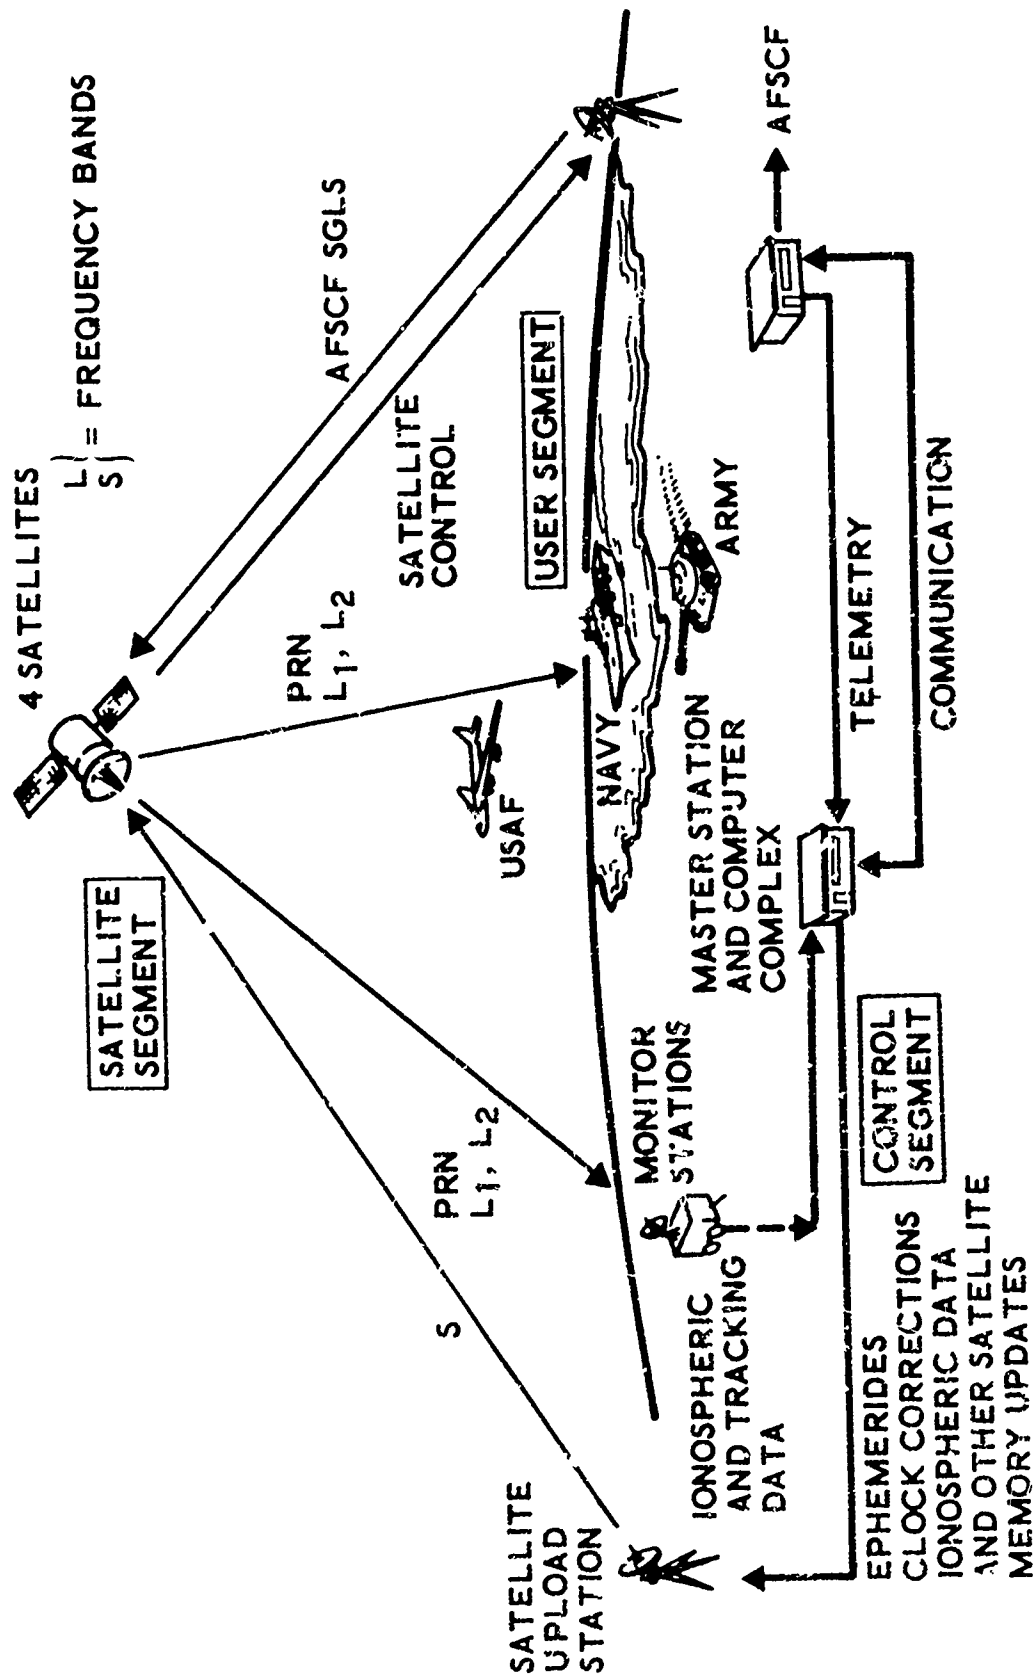 4 SATELLITES
L
S } = FREQUENCY BANDS
SATELLITE
SEGMENT
AFSCF SGLS
SATELLITE
CONTROL
PRN
L1, L2
PRN
L1, L2
S
USAF
USER SEGMENT
NAVY
ARMY
SATELLITE
UPLOAD
STATION
MONITOR
STATIONS
IONOSPHERIC
AND TRACKING
DATA
MASTER STATION
AND COMPUTER
COMPLEX
AFSCF
TELEMETRY
COMMUNICATION
CONTROL
SEGMENT
EPHEMERIDES
CLOCK CORRECTIONS
IONOSPHERIC DATA
AND OTHER SATELLITE
MEMORY UPDATES